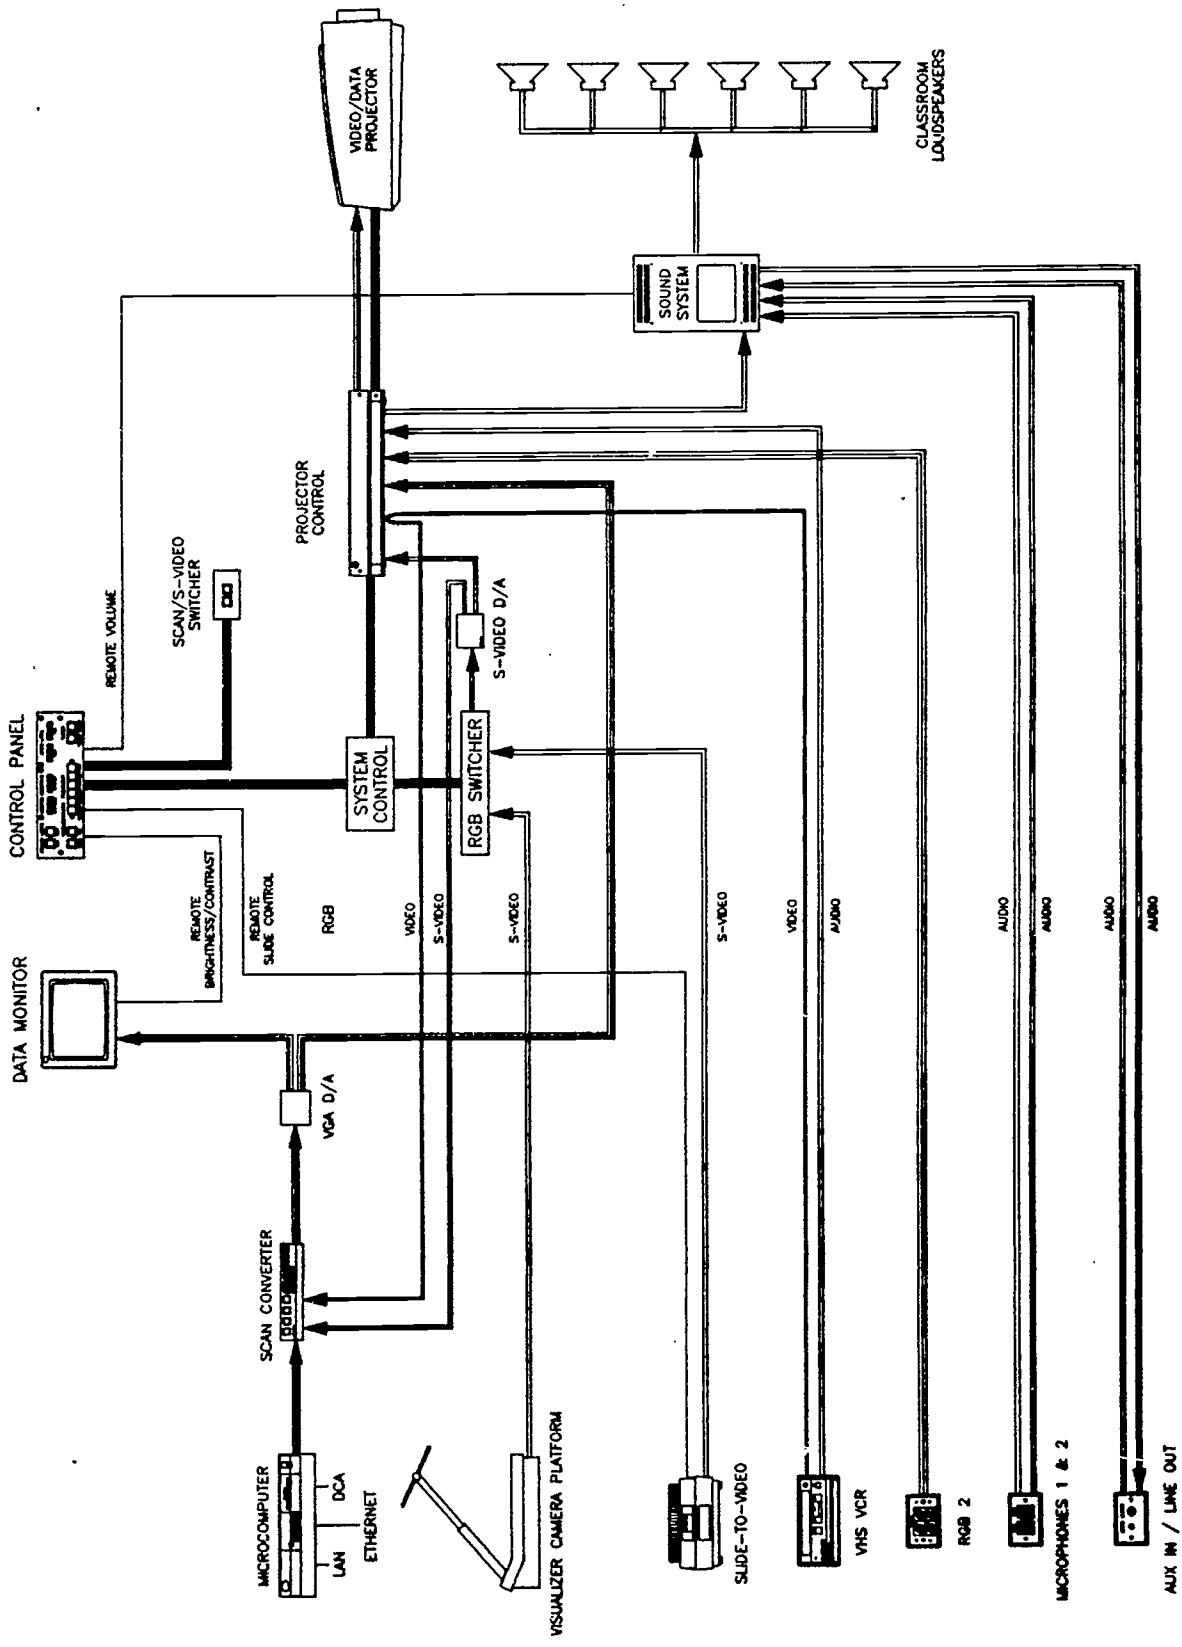 DATA MONITOR
CONTROL PANEL
REMOTE VOLUME
SCAN/S-VIDEO
SWITCHER
VIDEO/DATA
PROJECTOR
REMOTE
BRIGHTNESS/CONTRAST
REMOTE
SLIDE CONTROL
RGB
MICROCOMPUTER
LAN
DCA
ETHERNET
SCAN CONVERTER
VGA D/A
SYSTEM
CONTROL
PROJECTOR
CONTROL
VIDEO
S-VIDEO
RGB SWITCHER
S-VIDEO D/A
S-VIDEO
VISUALIZER CAMERA PLATFORM
SOUND
SYSTEM
CLASSROOM
LOUDSPEAKERS
SLIDE-TO-VIDEO
S-VIDEO
VHS VCR
VIDEO
AUDIO
RGB 2
MICROPHONES 1 & 2
AUDIO
AUDIO
AUX IN / LINE OUT
AUDIO
AUDIO